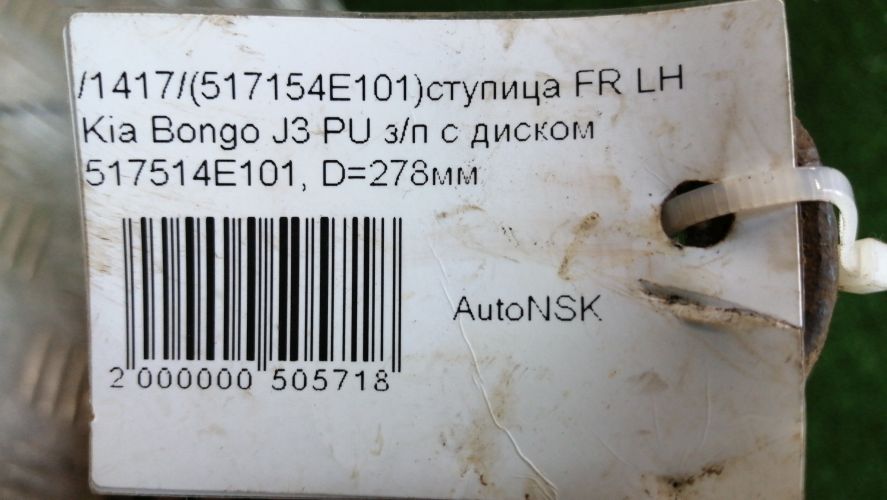 /1417/(517154E101)ступица FR LH
Kia Bongo J3 PU з/п с диском
517514E101, D=278мм
AutoNSK
2 000000 505718